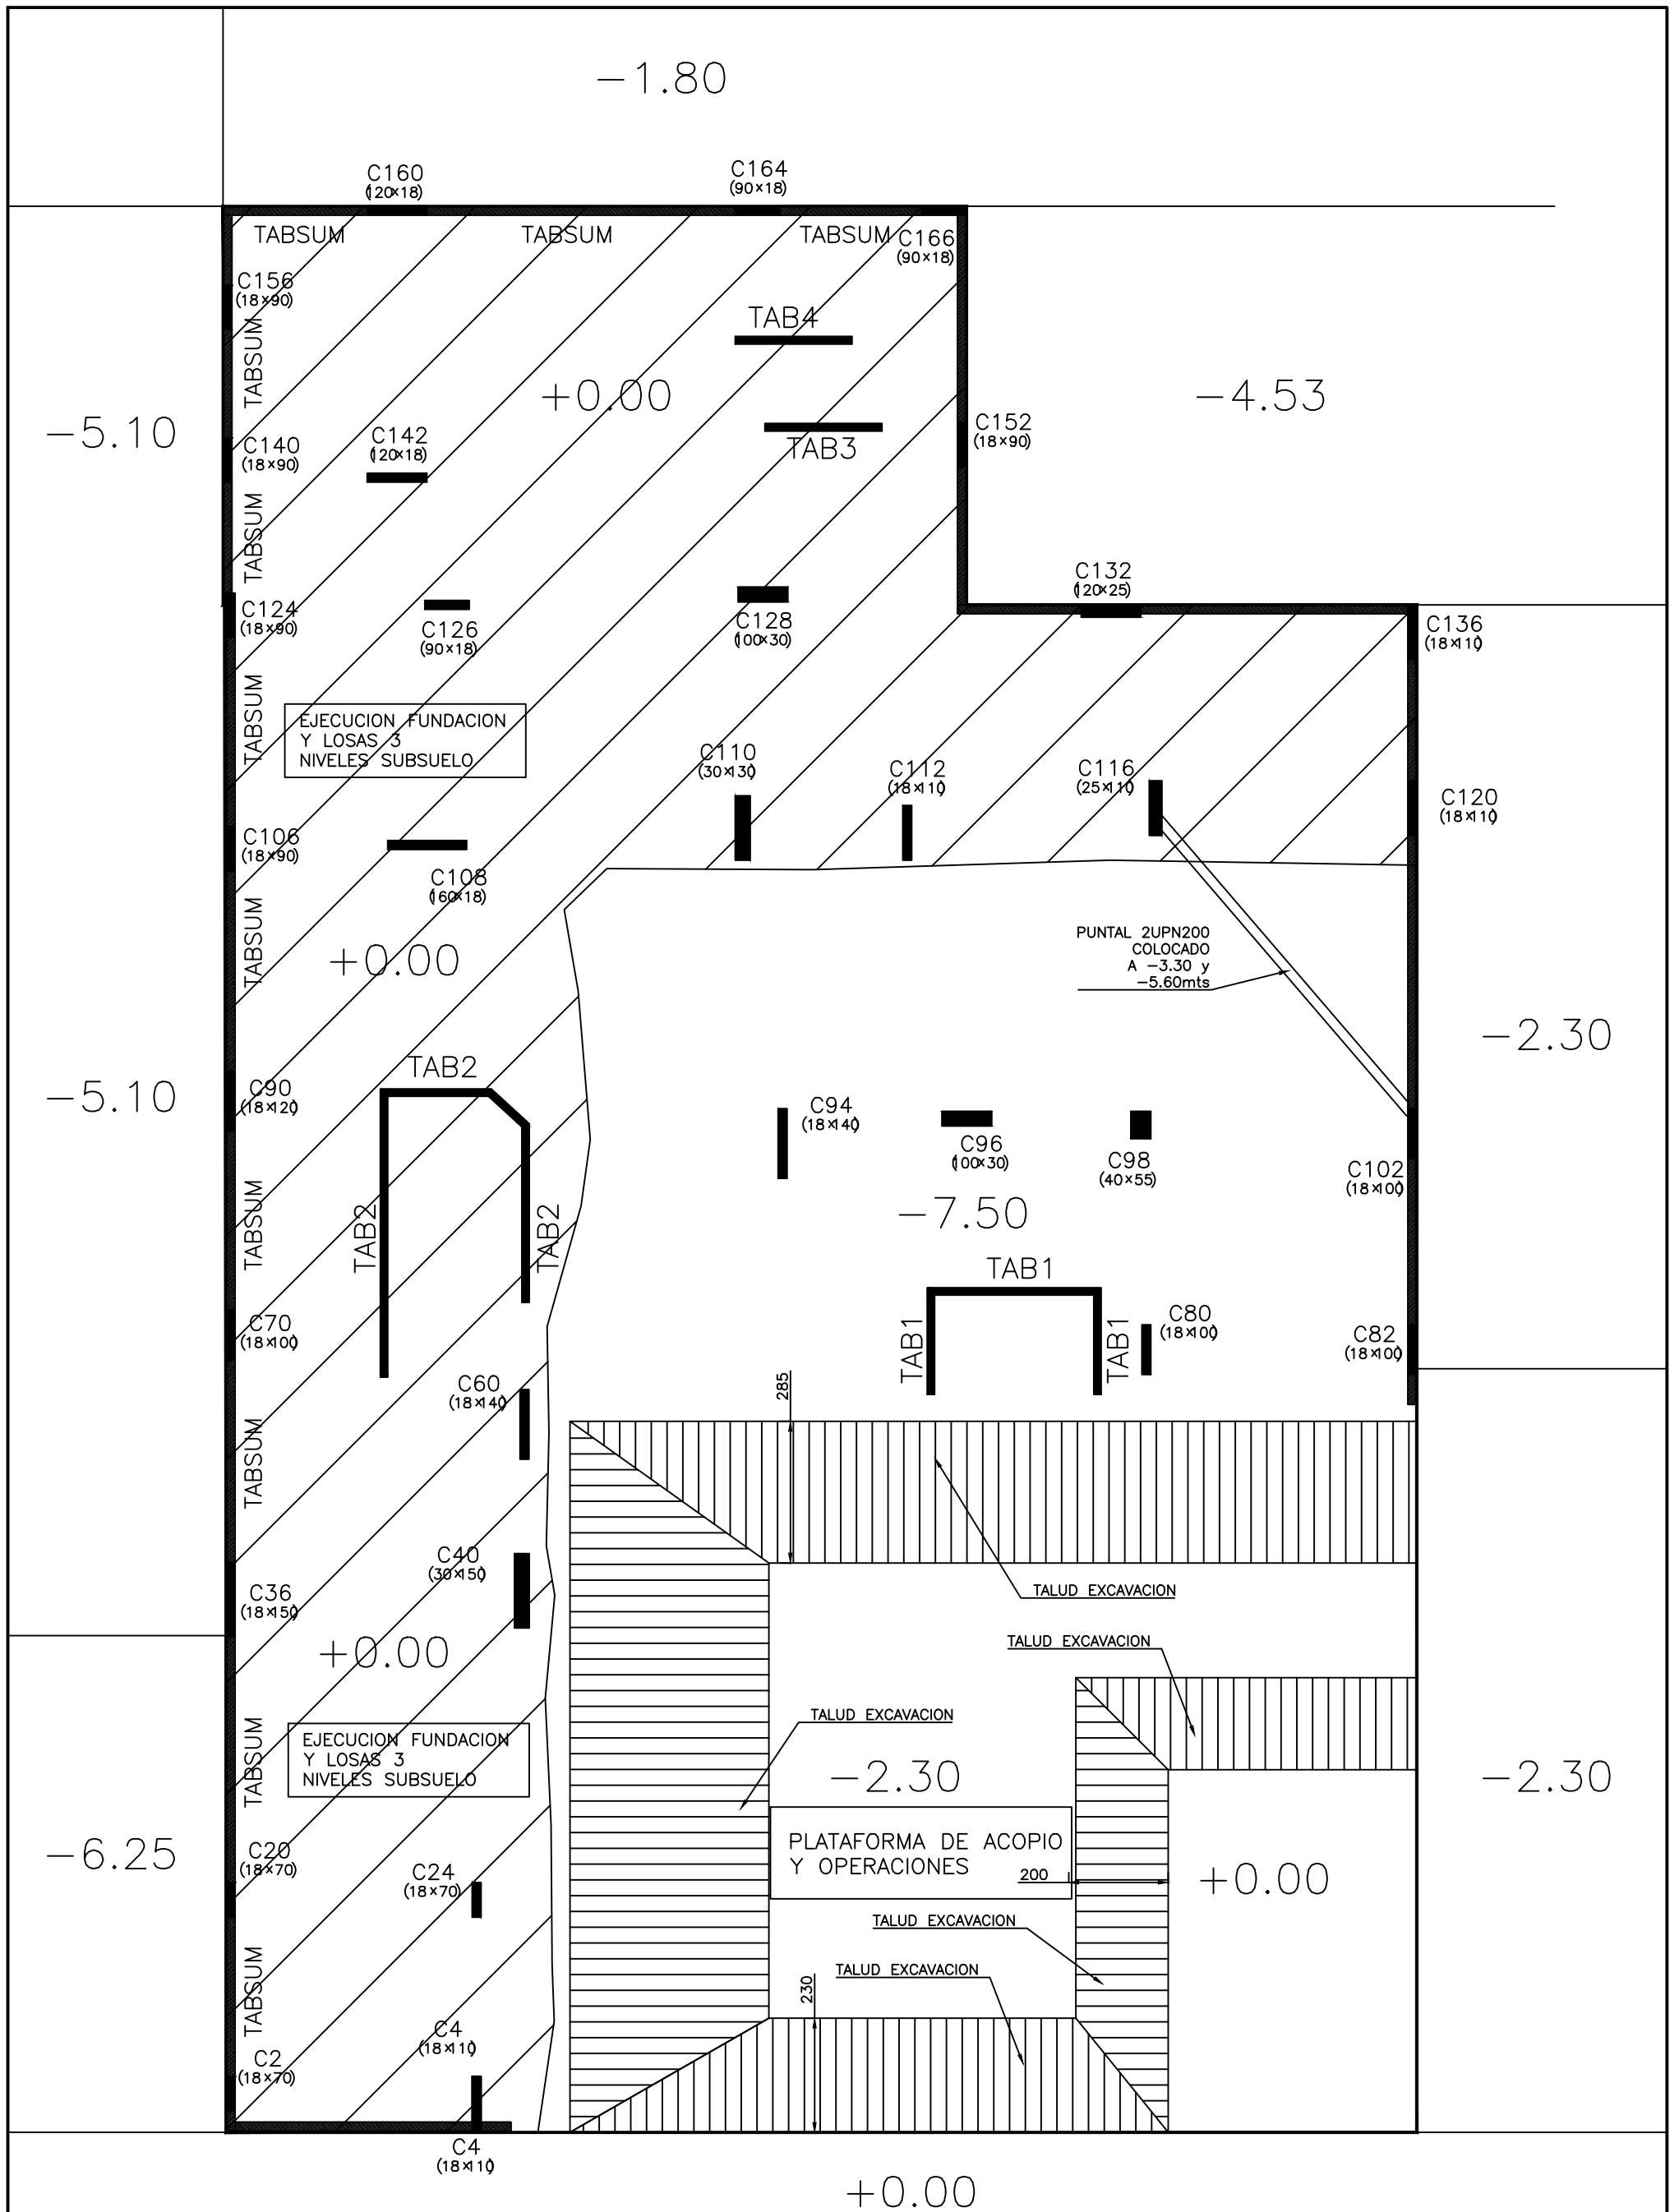 -1.80
C160
(120x18)
C164
(90x18)
TABSUM
TABSUM
TABSUM
C166
(90x18)
C156
(18x90)
TABSUM
TAB4
+0.00
-4.53
-5.10
C140
(18x90)
C142
(120x18)
TAB3
C152
(18x90)
TABSUM
C132
(120x25)
C124
(18x90)
C126
(90x18)
C128
(100x30)
C136
(18x110)
TABSUM
EJECUCION FUNDACION
Y LOSAS 3
NIVELES SUBSUELO
C110
(30x130)
C112
(18x110)
C116
(25x110)
C120
(18x110)
C106
(18x90)
C108
(160x18)
TABSUM
+0.00
PUNTAL 2UPN200
COLOCADO
A -3.30 y
-5.60mts
-2.30
TAB2
-5.10
C90
(18x120)
C94
(18x140)
C96
(100x30)
C98
(40x55)
C102
(18x100)
TABSUM
TAB2
TAB2
-7.50
TAB1
C70
(18x100)
TAB1
TAB1
C80
(18x100)
C82
(18x100)
C60
(18x140)
285
TABSUM
C40
(30x150)
C36
(18x150)
TALUD EXCAVACION
+0.00
TALUD EXCAVACION
TALUD EXCAVACION
TABSUM
EJECUCION FUNDACION
Y LOSAS 3
NIVELES SUBSUELO
-2.30
-2.30
PLATAFORMA DE ACOPIO
Y OPERACIONES
-6.25
C20
(18x70)
C24
(18x70)
200
+0.00
TALUD EXCAVACION
TABSUM
TALUD EXCAVACION
230
C4
(18x110)
C2
(18x70)
C4
(18x110)
+0.00